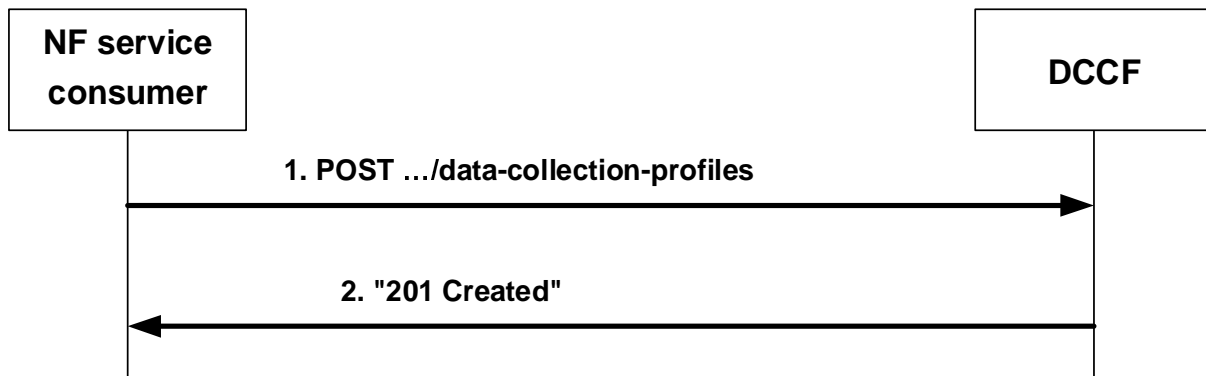 NF service
consumer
DCCF
1. POST …/data-collection-profiles
2. "201 Created"